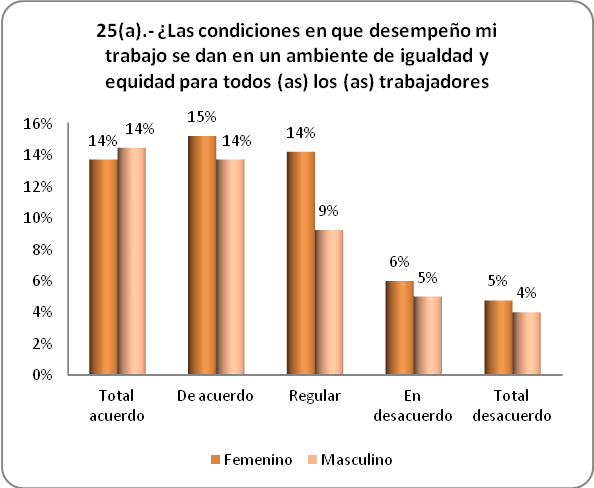 25(a).- ¿Las condiciones en que desempeño mi
trabajo se dan en un ambiente de igualdad y
equidad para todos (as) los (as) trabajadores
16%
14%
12%
10%
8%
6%
4%
2%
0%
14%
14%
15%
14%
14%
9%
6%
5%
5%
4%
Total
acuerdo
De acuerdo
Regular
En
desacuerdo
Total
desacuerdo
Femenino
Masculino